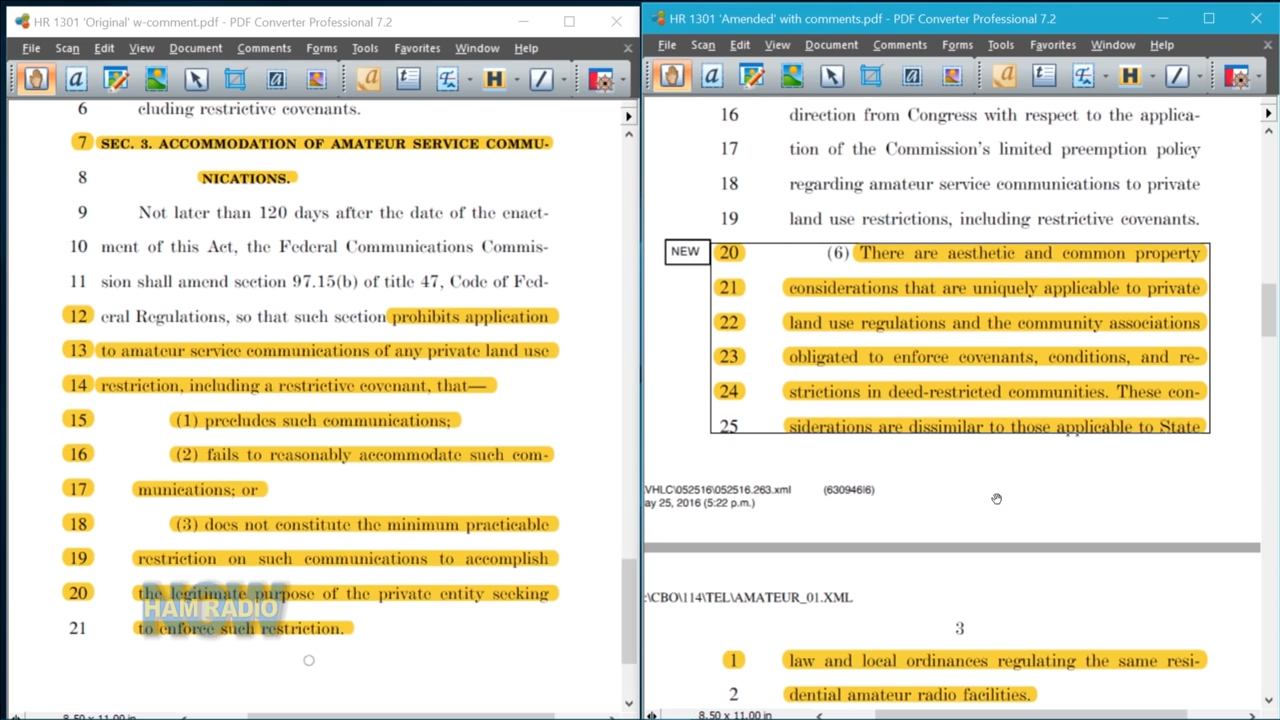 HR 1301 'Original' w-comment.pdf - PDF Converter Professional 7.2
File Scan Edit View Document Comments Forms Tools Favorites Window Help
6 cluding restrictive covenants.
7 SEC. 3. ACCOMMODATION OF AMATEUR SERVICE COMMU-
8 NICATIONS.
9 Not later than 120 days after the date of the enact-
10 ment of this Act, the Federal Communications Commis-
11 sion shall amend section 97.15(b) of title 47, Code of Fed-
12 eral Regulations, so that such section prohibits application
13 to amateur service communications of any private land use
14 restriction, including a restrictive covenant, that—
15 (1) precludes such communications;
16 (2) fails to reasonably accommodate such com-
17 munications; or
18 (3) does not constitute the minimum practicable
19 restriction on such communications to accomplish
20 the legitimate purpose of the private entity seeking
21 to enforce such restriction.
HAM RADIO
NOW
8.50 x 11.00 in
HR 1301 'Amended' with comments.pdf - PDF Converter Professional 7.2
File Scan Edit View Document Comments Forms Tools Favorites Window Help
16 direction from Congress with respect to the applica-
17 tion of the Commission's limited preemption policy
18 regarding amateur service communications to private
19 land use restrictions, including restrictive covenants.
NEW
20 (6) There are aesthetic and common property
21 considerations that are uniquely applicable to private
22 land use regulations and the community associations
23 obligated to enforce covenants, conditions, and re-
24 strictions in deed-restricted communities. These con-
25 siderations are dissimilar to those applicable to State
:VHLC\052516\052516.263.xml (630946|6)
ay 25, 2016 (5:22 p.m.)
:\CBO\114\TEL\AMATEUR_01.XML
3
1 law and local ordinances regulating the same resi-
2 dential amateur radio facilities.
8.50 x 11.00 in